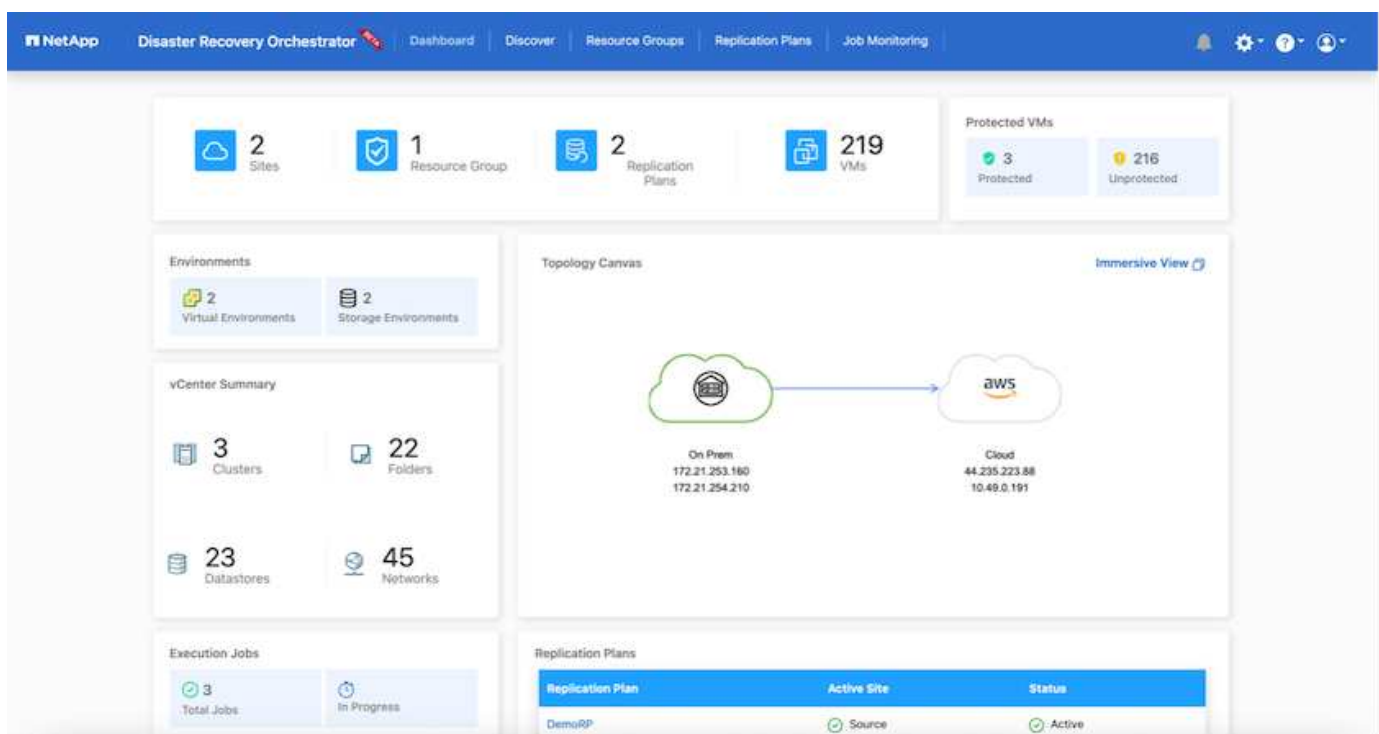 NetApp
Disaster Recovery Orchestrator
Dashboard
Discover
Resource Groups
Replication Plans
Job Monitoring
2
Sites
1
Resource Group
2
Replication
Plans
219
VMs
Protected VMs
3
Protected
216
Unprotected
Environments
2
Virtual Environments
2
Storage Environments
Topology Canvas
Immersive View
aws
On Prem
172.21.253.160
172.21.254.210
Cloud
44.235.223.88
10.49.0.191
vCenter Summary
3
Clusters
22
Folders
23
Datastores
45
Networks
Execution Jobs
3
Total Jobs
In Progress
Replication Plans
Replication Plan Active Site Status
DemoRP Source Active